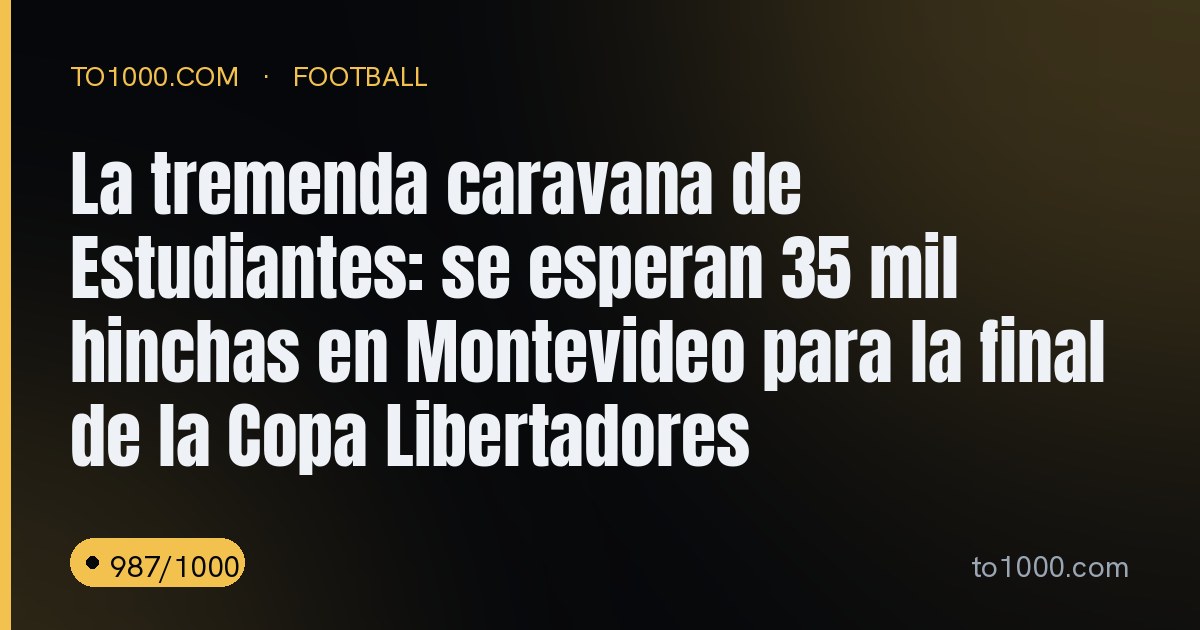 TO1000.COM · FOOTBALL
La tremenda caravana de
Estudiantes: se esperan 35 mil
hinchas en Montevideo para la final
de la Copa Libertadores
987/1000
to1000.com